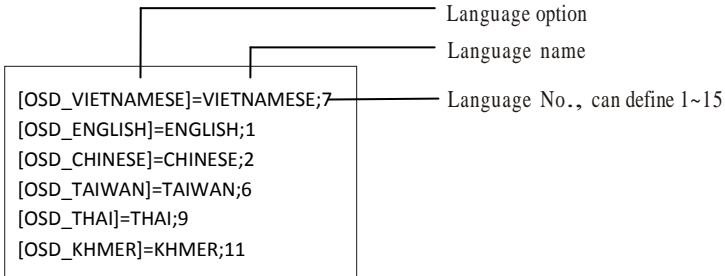 Language option
Language name
[OSD_VIETNAMESE]=VIETNAMESE;7
Language No., can define 1~15
[OSD_ENGLISH]=ENGLISH;1
[OSD_CHINESE]=CHINESE;2
[OSD_TAIWAN]=TAIWAN;6
[OSD_THAI]=THAI;9
[OSD_KHMER]=KHMER;11